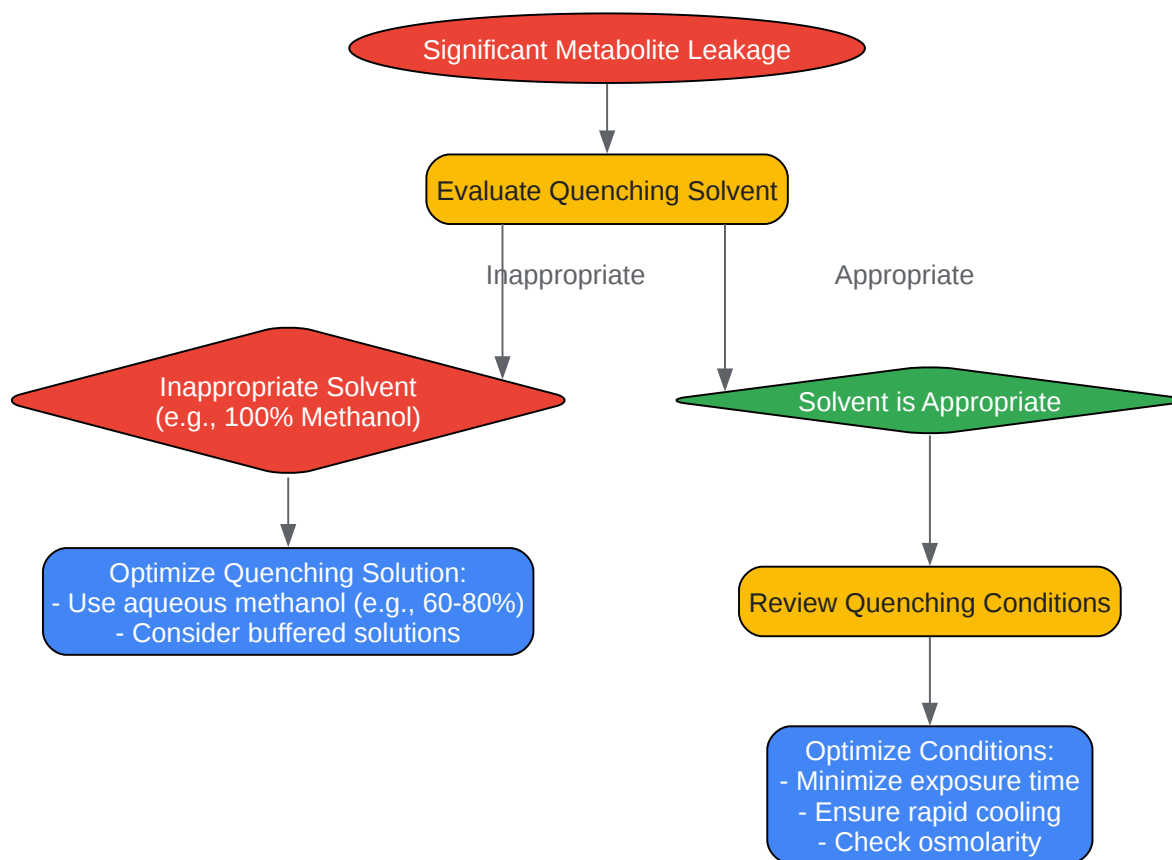 Significant Metabolite Leakage
Evaluate Quenching Solvent
Inappropriate
Appropriate
Inappropriate Solvent
(e.g., 100% Methanol)
Solvent is Appropriate
Optimize Quenching Solution:
- Use aqueous methanol (e.g., 60-80%)
- Consider buffered solutions
Review Quenching Conditions
Optimize Conditions:
- Minimize exposure time
- Ensure rapid cooling
- Check osmolarity